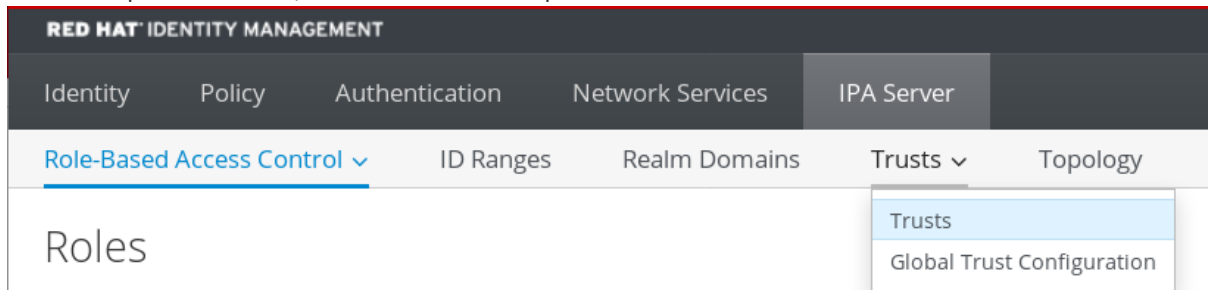 RED HAT® IDENTITY MANAGEMENT
Identity Policy Authentication Network Services IPA Server
Role-Based Access Control ID Ranges Realm Domains Trusts Topology
Roles
Trusts
Global Trust Configuration